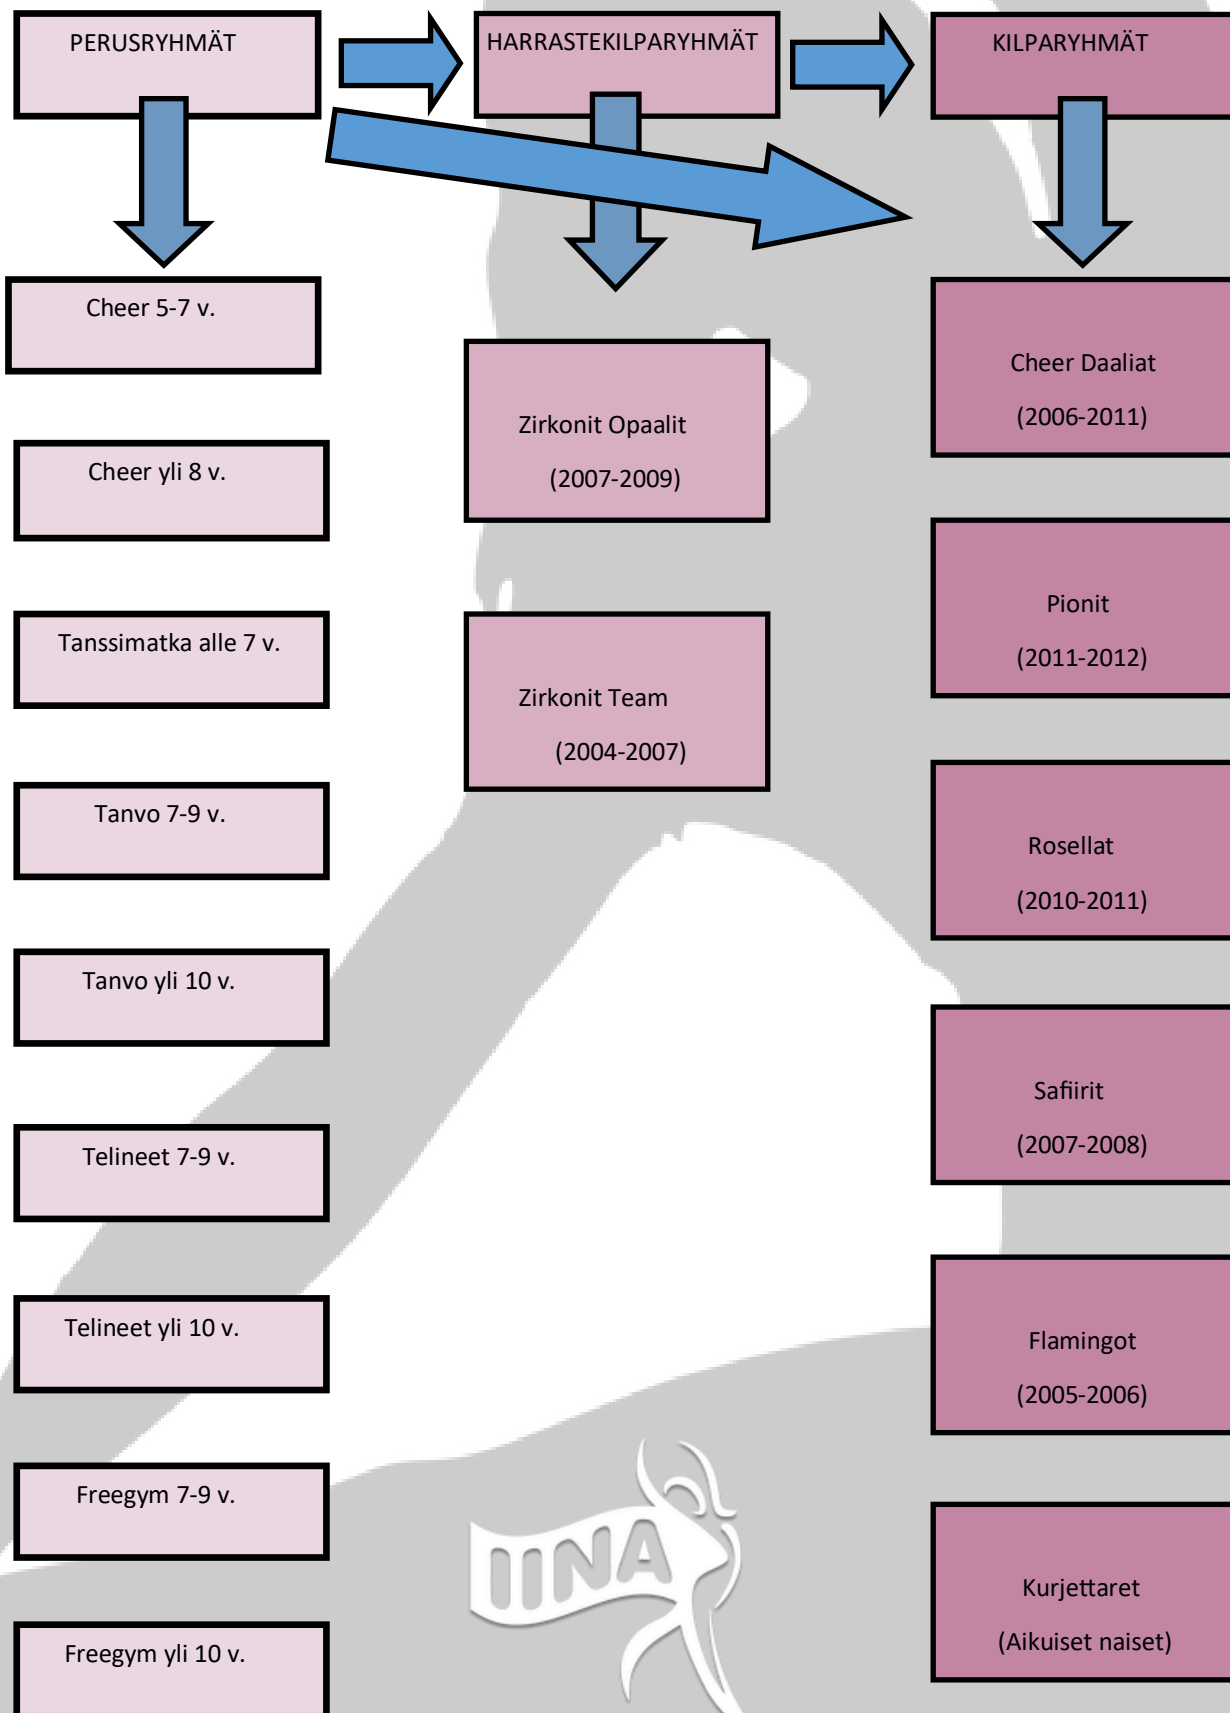 PERUSRYHMÄT
HARRASTEKILPARYHMÄT
KILPARYHMÄT
Cheer 5-7 v.
Cheer yli 8 v.
Tanssimatka alle 7 v.
Tanvo 7-9 v.
Tanvo yli 10 v.
Telineet 7-9 v.
Telineet yli 10 v.
Freegym 7-9 v.
Freegym yli 10 v.
Zirkonit Opaalit
(2007-2009)
Zirkonit Team
(2004-2007)
Cheer Daaliat
(2006-2011)
Pionit
(2011-2012)
Rosellat
(2010-2011)
Safiirit
(2007-2008)
Flamingot
(2005-2006)
Kurjettaret
(Aikuiset naiset)
IINA